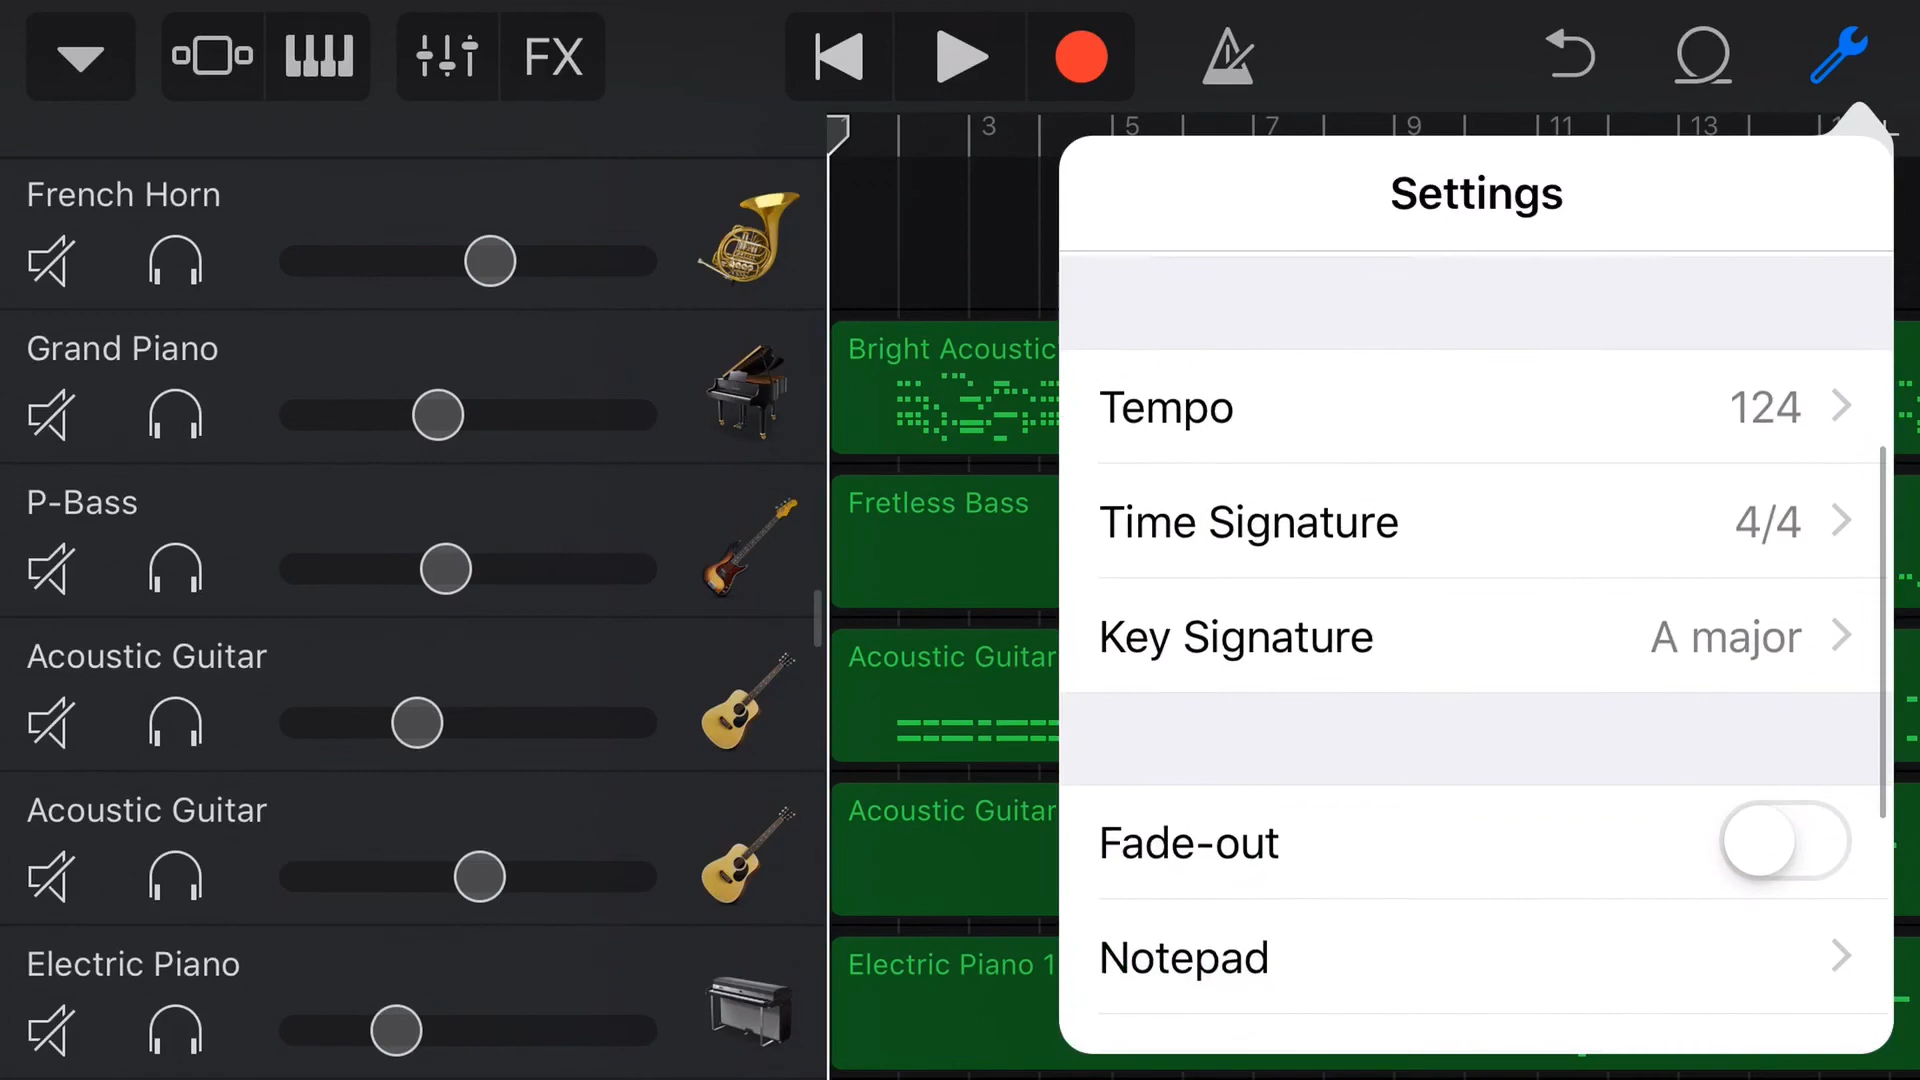 FX
3
5
7
9
11
13
Settings
French Horn
Grand Piano
Bright Acoustic
Tempo
124
P-Bass
Fretless Bass
Time Signature
4/4
Key Signature
A major
Acoustic Guitar
Acoustic Guitar
Acoustic Guitar
Acoustic Guitar
Fade-out
Electric Piano
Electric Piano 1
Notepad